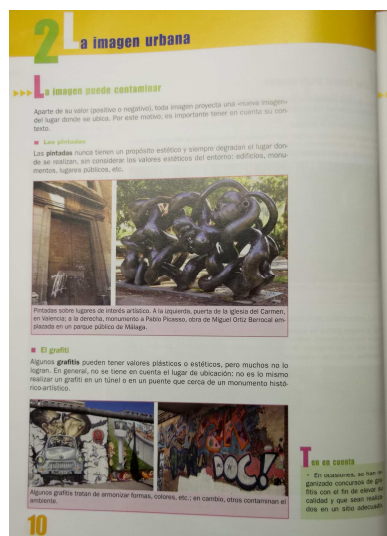 2 La imagen urbana
La imagen puede contaminar
Aparte de su valor (positivo o negativo), toda imagen proyecta una «nueva imagen»
del lugar donde se ubica. Por este motivo, es importante tener en cuenta su con-
texto.
Las pintadas
Las pintadas nunca tienen un propósito estético y siempre degradan el lugar don-
de se realizan, sin considerar los valores estéticos del entorno: edificios, monu-
mentos, lugares públicos, etc.
Pintadas sobre lugares de interés artístico. A la izquierda, puerta de la iglesia del Carmen,
en Valencia; a la derecha, monumento a Pablo Picasso, obra de Miguel Ortiz Berrocal em-
plazada en un parque público de Málaga.
El grafiti
Algunos grafitis pueden tener valores plásticos o estéticos, pero muchos no lo
logran. En general, no se tiene en cuenta el lugar de ubicación: no es lo mismo
realizar un grafiti en un túnel o en un puente que cerca de un monumento histó-
rico-artístico.
DOC!
Algunos grafitis tratan de armonizar formas, colores, etc.; en cambio, otros contaminan el
ambiente.
Ten en cuenta
• En ocasiones, se han or-
ganizado concursos de gra-
fitis con el fin de elevar su
calidad y que sean realiza-
dos en un sitio adecuado.
10